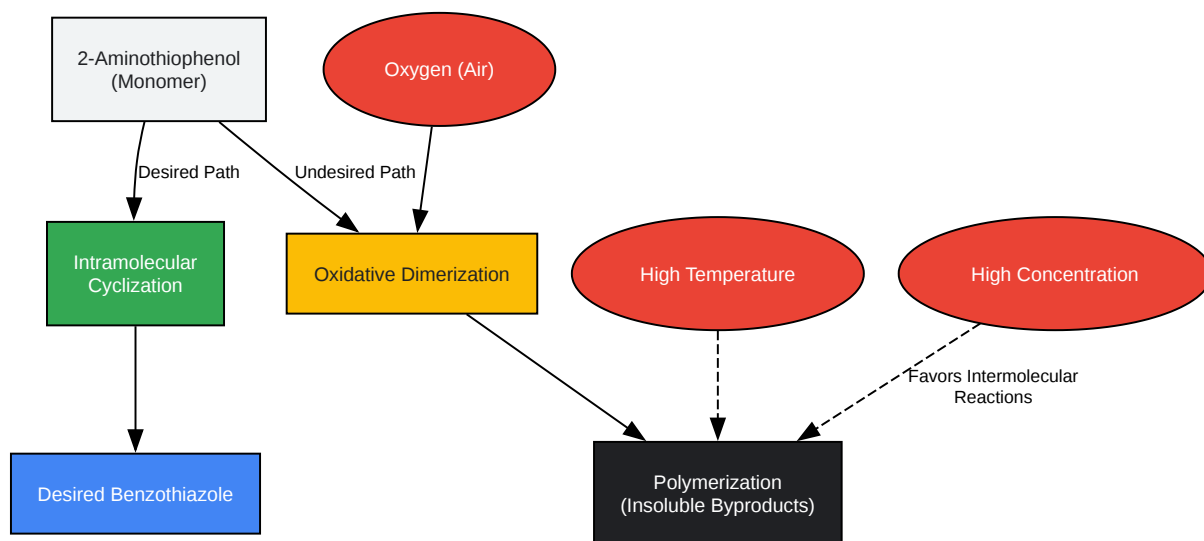 2-Aminothiophenol
(Monomer)
Oxygen (Air)
Desired Path
Undesired Path
Intramolecular
Cyclization
Oxidative Dimerization
High Temperature
High Concentration
Favors Intermolecular
Reactions
Desired Benzothiazole
Polymerization
(Insoluble Byproducts)